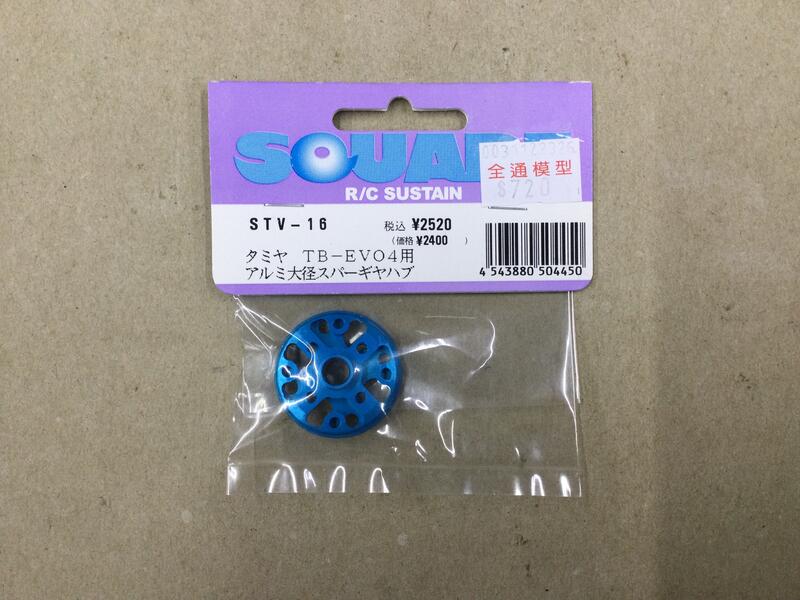 SQUARE
R/C SUSTAIN
全通模型
$720
STV-16
税込 ¥2520
(価格 ¥2400 )
タミヤ TB-EVO4用
アルミ大径スパーギヤハブ
4 543880 504450